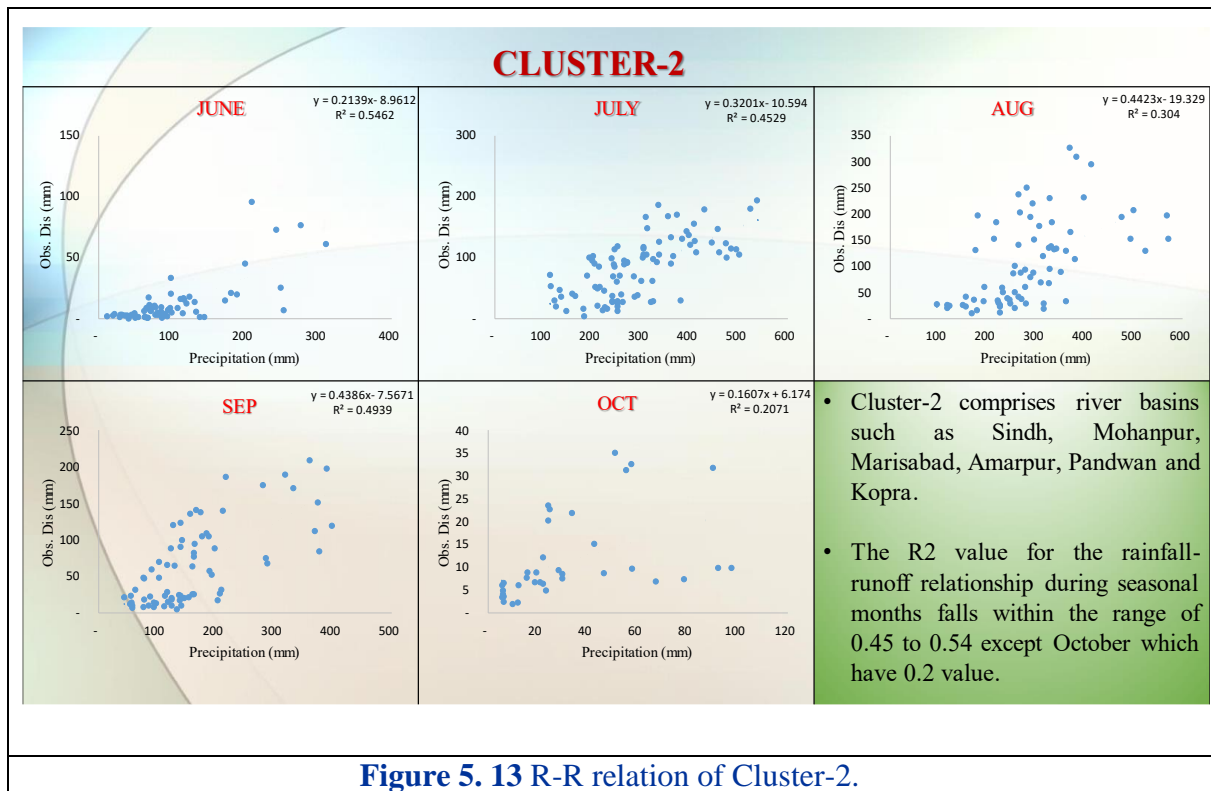 CLUSTER-2
JUNE
y = 0.2139x- 8.9612
R² = 0.5462
150
100
50
-
Obs. Dis (mm)
- 100 200 300 400
Precipitation (mm)
JULY
y = 0.3201x- 10.594
R² = 0.4529
300
200
100
-
Obs. Dis (mm)
- 100 200 300 400 500 600
Precipitation (mm)
AUG
y = 0.4423x- 19.329
R² = 0.304
350
300
250
200
150
100
50
-
Obs. Dis (mm)
- 100 200 300 400 500 600
Precipitation (mm)
SEP
y = 0.4386x- 7.5671
R² = 0.4939
250
200
150
100
50
-
Obs. Dis (mm)
- 100 200 300 400 500
Precipitation (mm)
OCT
y = 0.1607x + 6.174
R² = 0.2071
40
35
30
25
20
15
10
5
-
Obs. Dis (mm)
- 20 40 60 80 100 120
Precipitation (mm)
• Cluster-2 comprises river basins
such as Sindh, Mohanpur,
Marisabad, Amarpur, Pandwan and
Kopra.
• The R2 value for the rainfall-
runoff relationship during seasonal
months falls within the range of
0.45 to 0.54 except October which
have 0.2 value.
Figure 5. 13 R-R relation of Cluster-2.